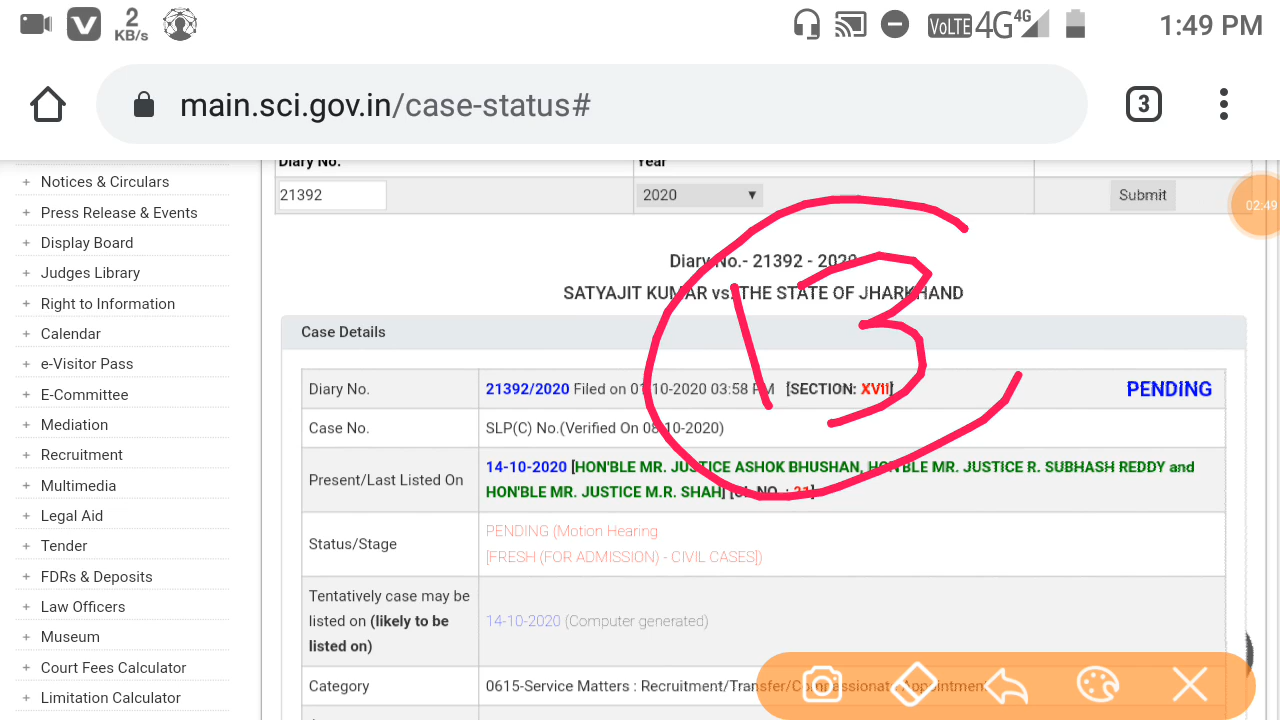 2
KB/s
VoLTE 4G 4G
1:49 PM
main.sci.gov.in/case-status#
3
+ Notices & Circulars
+ Press Release & Events
+ Display Board
+ Judges Library
+ Right to Information
+ Calendar
+ e-Visitor Pass
+ E-Committee
+ Mediation
+ Recruitment
+ Multimedia
+ Legal Aid
+ Tender
+ FDRs & Deposits
+ Law Officers
+ Museum
+ Court Fees Calculator
+ Limitation Calculator
Diary No. Year
21392 2020 Submit
02:49
Diary No.- 21392 - 2020
SATYAJIT KUMAR vs. THE STATE OF JHARKHAND
13
Case Details
Diary No. 21392/2020 Filed on 01-10-2020 03:58 PM [SECTION: XVII] PENDING
Case No. SLP(C) No.(Verified On 08-10-2020)
Present/Last Listed On 14-10-2020 [HON'BLE MR. JUSTICE ASHOK BHUSHAN, HON'BLE MR. JUSTICE R. SUBHASH REDDY and
HON'BLE MR. JUSTICE M.R. SHAH] [CL.NO. : 21]
Status/Stage PENDING (Motion Hearing
[FRESH (FOR ADMISSION) - CIVIL CASES])
Tentatively case may be
listed on (likely to be
listed on)
14-10-2020 (Computer generated)
Category 0615-Service Matters : Recruitment/Transfer/Compassionate Appointment